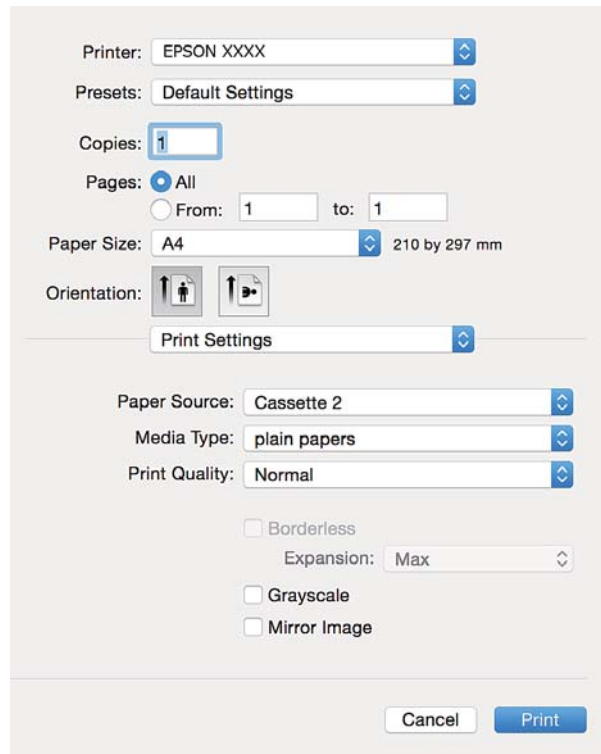 Printer: EPSON XXXX
Presets: Default Settings
Copies: 1
Pages: All
From: 1 to: 1
Paper Size: A4 210 by 297 mm
Orientation:
Print Settings
Paper Source: Cassette 2
Media Type: plain papers
Print Quality: Normal
Borderless
Expansion: Max
Grayscale
Mirror Image
Cancel Print